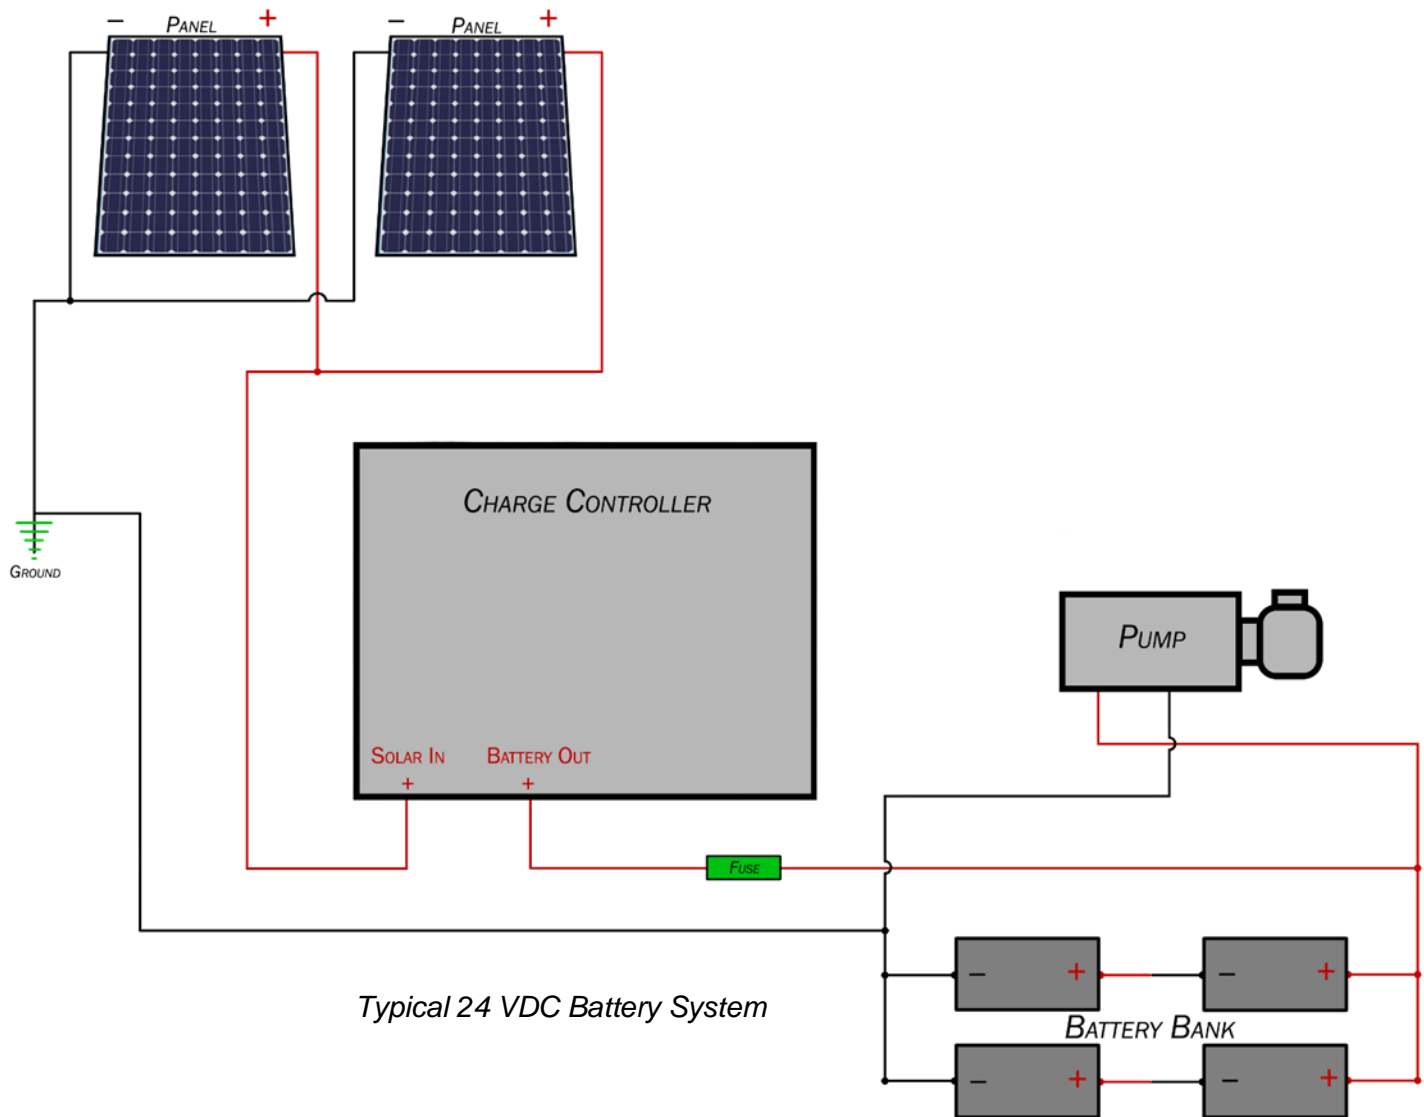 − PANEL +
− PANEL +
CHARGE CONTROLLER
GROUND
PUMP
SOLAR IN
BATTERY OUT
+
+
FUSE
− +
− +
Typical 24 VDC Battery System
BATTERY BANK
− +
− +